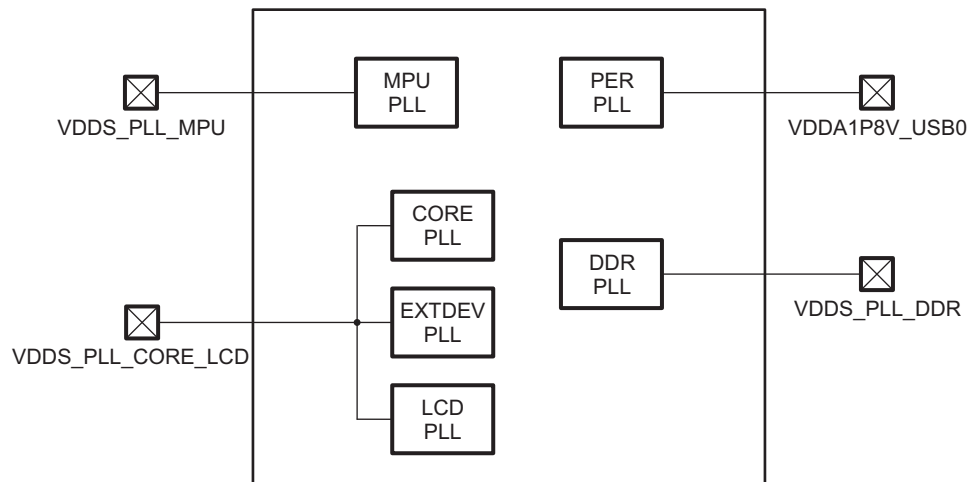 MPU
PLL
PER
PLL
VDDS_PLL_MPU
VDDA1P8V_USB0
CORE
PLL
DDR
PLL
EXTDEV
PLL
VDDS_PLL_DDR
VDDS_PLL_CORE_LCD
LCD
PLL